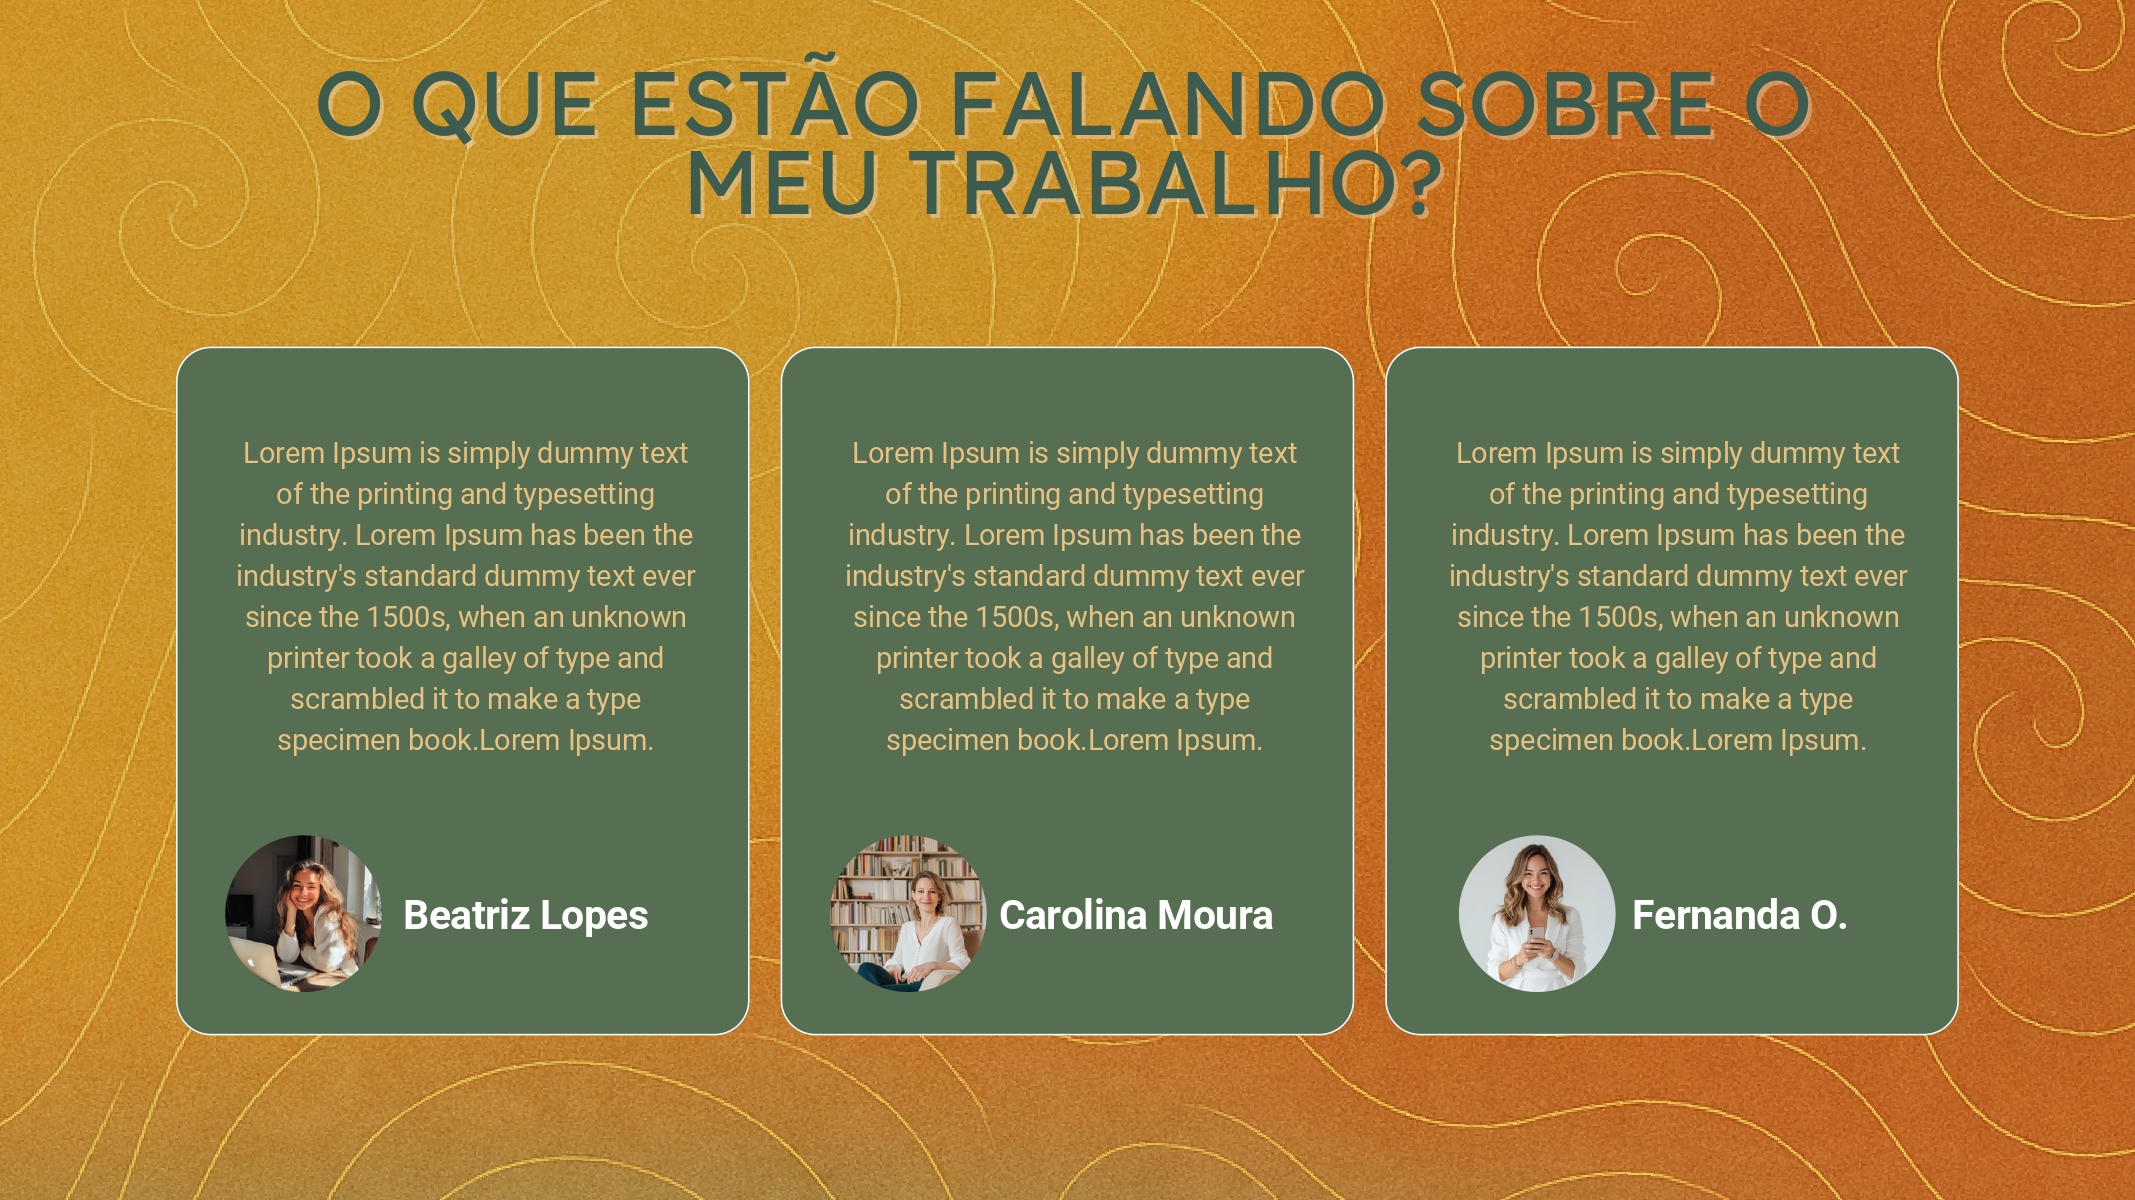 O QUE ESTÃO FALANDO SOBRE O
MEU TRABALHO?
Lorem Ipsum is simply dummy text
of the printing and typesetting
industry. Lorem Ipsum has been the
industry's standard dummy text ever
since the 1500s, when an unknown
printer took a galley of type and
scrambled it to make a type
specimen book.Lorem Ipsum.
Beatriz Lopes
Lorem Ipsum is simply dummy text
of the printing and typesetting
industry. Lorem Ipsum has been the
industry's standard dummy text ever
since the 1500s, when an unknown
printer took a galley of type and
scrambled it to make a type
specimen book.Lorem Ipsum.
Carolina Moura
Lorem Ipsum is simply dummy text
of the printing and typesetting
industry. Lorem Ipsum has been the
industry's standard dummy text ever
since the 1500s, when an unknown
printer took a galley of type and
scrambled it to make a type
specimen book.Lorem Ipsum.
Fernanda O.